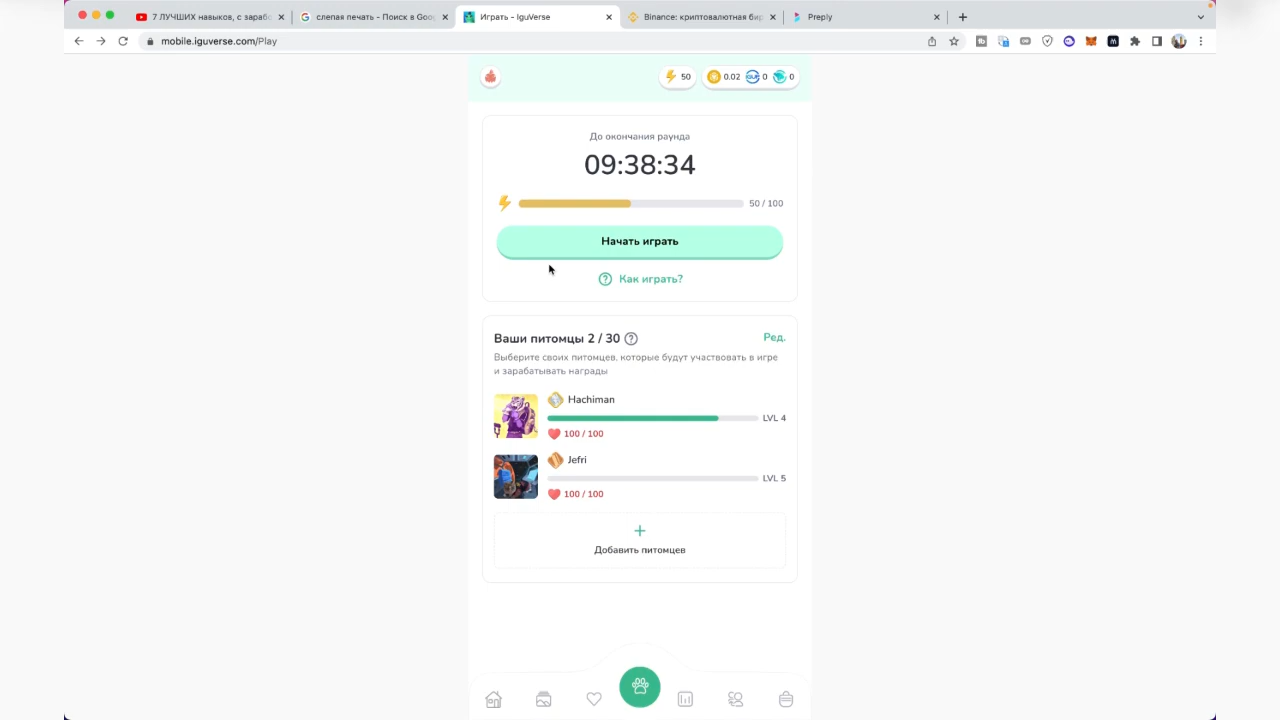 7 ЛУЧШИХ навыков, с зараб
слепая печать - Поиск в Goog
Играть - IguVerse
Binance: криптовалютная бир
Preply
mobile.iguverse.com/Play
50
0.02
0
0
До окончания раунда
09:38:34
50 / 100
Начать играть
Как играть?
Ваши питомцы 2 / 30
Ред.
Выберите своих питомцев, которые будут участвовать в игре
и зарабатывать награды
Hachiman
LVL 4
100 / 100
Jefri
LVL 5
100 / 100
Добавить питомцев